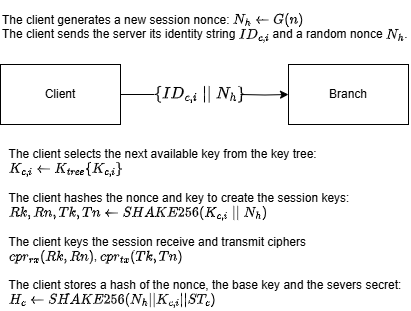 The client generates a new session nonce: N_h ← G(n)
The client sends the server its identity string ID_{c,i} and a random nonce N_h.
Client
{ID_{c,i} || N_h}
Branch
The client selects the next available key from the key tree:
K_{c,i} ← K_{tree}{K_{c,i}}
The client hashes the nonce and key to create the session keys:
Rk, Rn, Tk, Tn ← SHAKE256(K_{c,i} || N_h)
The client keys the session receive and transmit ciphers
cpr_{rx}(Rk, Rn), cpr_{tx}(Tk, Tn)
The client stores a hash of the nonce, the base key and the severs secret:
H_c ← SHAKE256(N_h||K_{c,i}||ST_c)